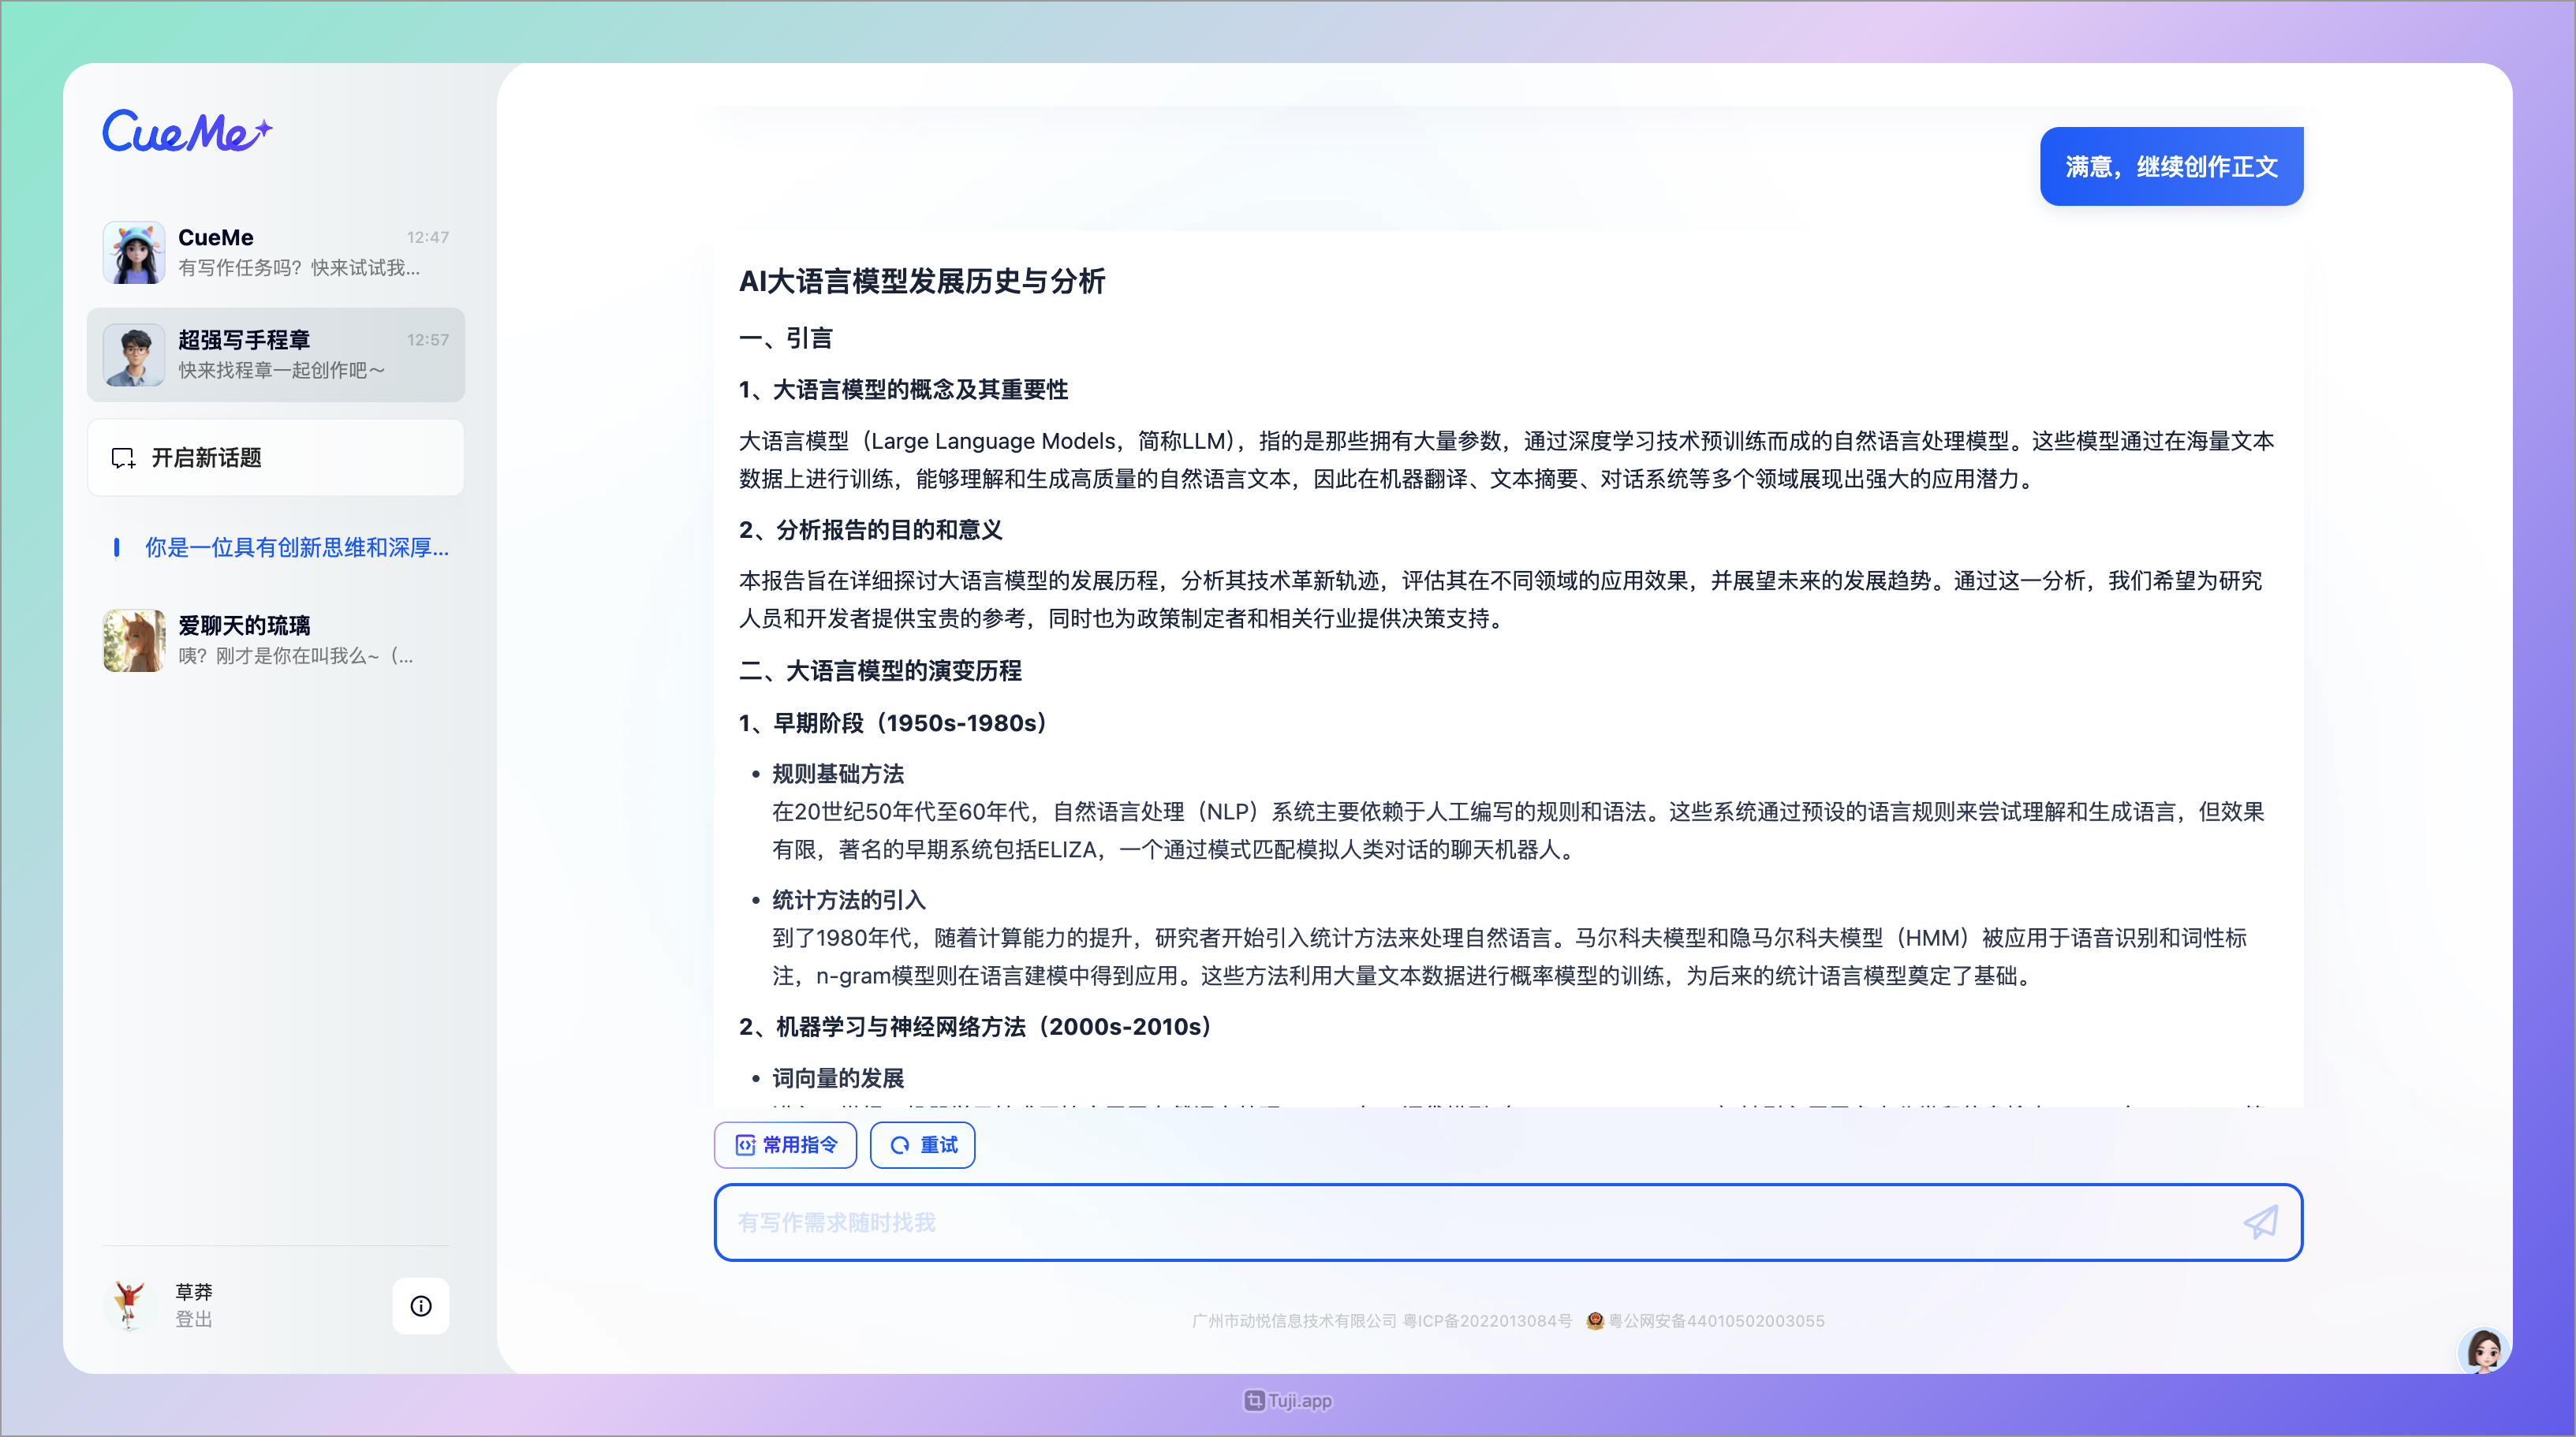 CueMe
CueMe 12:47
有写作任务吗？快来试试我...
超强写手程章 12:57
快来找程章一起创作吧～
开启新话题
你是一位具有创新思维和深厚...
爱聊天的琉璃
咦？刚才是你在叫我么~（...
草莽
登出
满意，继续创作正文
AI大语言模型发展历史与分析
一、引言
1、大语言模型的概念及其重要性
大语言模型（Large Language Models，简称LLM），指的是那些拥有大量参数，通过深度学习技术预训练而成的自然语言处理模型。这些模型通过在海量文本
数据上进行训练，能够理解和生成高质量的自然语言文本，因此在机器翻译、文本摘要、对话系统等多个领域展现出强大的应用潜力。
2、分析报告的目的和意义
本报告旨在详细探讨大语言模型的发展历程，分析其技术革新轨迹，评估其在不同领域的应用效果，并展望未来的发展趋势。通过这一分析，我们希望为研究
人员和开发者提供宝贵的参考，同时也为政策制定者和相关行业提供决策支持。
二、大语言模型的演变历程
1、早期阶段（1950s-1980s）
• 规则基础方法
在20世纪50年代至60年代，自然语言处理（NLP）系统主要依赖于人工编写的规则和语法。这些系统通过预设的语言规则来尝试理解和生成语言，但效果
有限，著名的早期系统包括ELIZA，一个通过模式匹配模拟人类对话的聊天机器人。
• 统计方法的引入
到了1980年代，随着计算能力的提升，研究者开始引入统计方法来处理自然语言。马尔科夫模型和隐马尔科夫模型（HMM）被应用于语音识别和词性标
注，n-gram模型则在语言建模中得到应用。这些方法利用大量文本数据进行概率模型的训练，为后来的统计语言模型奠定了基础。
2、机器学习与神经网络方法（2000s-2010s）
• 词向量的发展
常用指令 重试
有写作需求随时找我
广州市动悦信息技术有限公司 粤ICP备2022013084号 粤公网安备44010502003055
Tuji.app